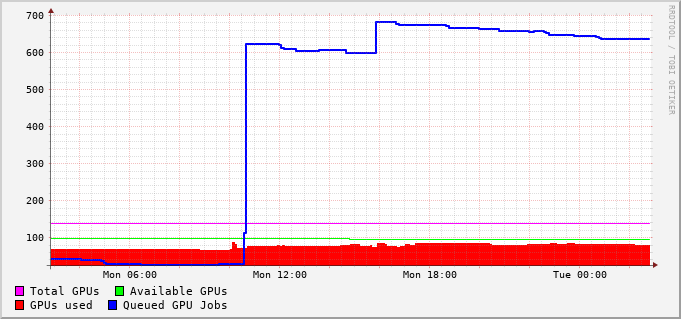 700
600
500
400
300
200
100
Mon 06:00 Mon 12:00 Mon 18:00 Tue 00:00
Total GPUs Available GPUs
GPUs used Queued GPU Jobs
RRDTOOL / TOBI OETIKER